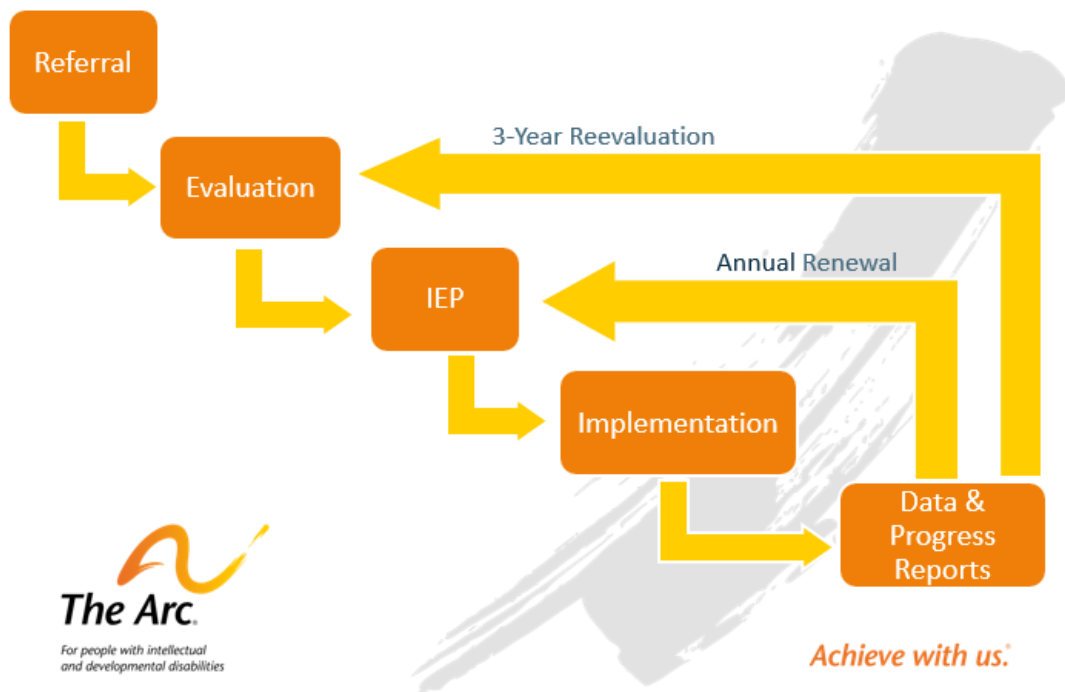 Referral
3-Year Reevaluation
Evaluation
Annual Renewal
IEP
Implementation
Data &
Progress
Reports
The Arc.
For people with intellectual
and developmental disabilities
Achieve with us.®